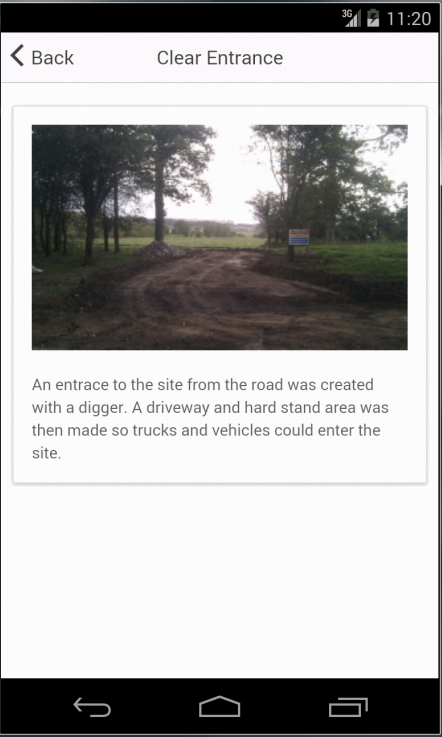 3G 11:20
Back Clear Entrance
An entrace to the site from the road was created
with a digger. A driveway and hard stand area was
then made so trucks and vehicles could enter the
site.